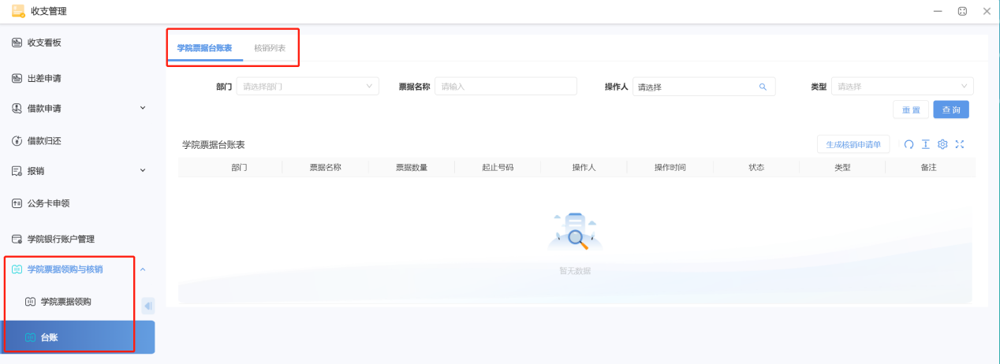 收支管理
收支看板
出差申请
借款申请
借款归还
报销
公务卡申领
学院银行账户管理
学院票据领购与核销
学院票据领购
台账
学院票据台账表 核销列表
部门 请选择部门 票据名称 请输入 操作人 请选择 类型 请选择
重置 查询
学院票据台账表 生成核销申请单
部门 票据名称 票据数量 起止号码 操作人 操作时间 状态 类型 备注
暂无数据